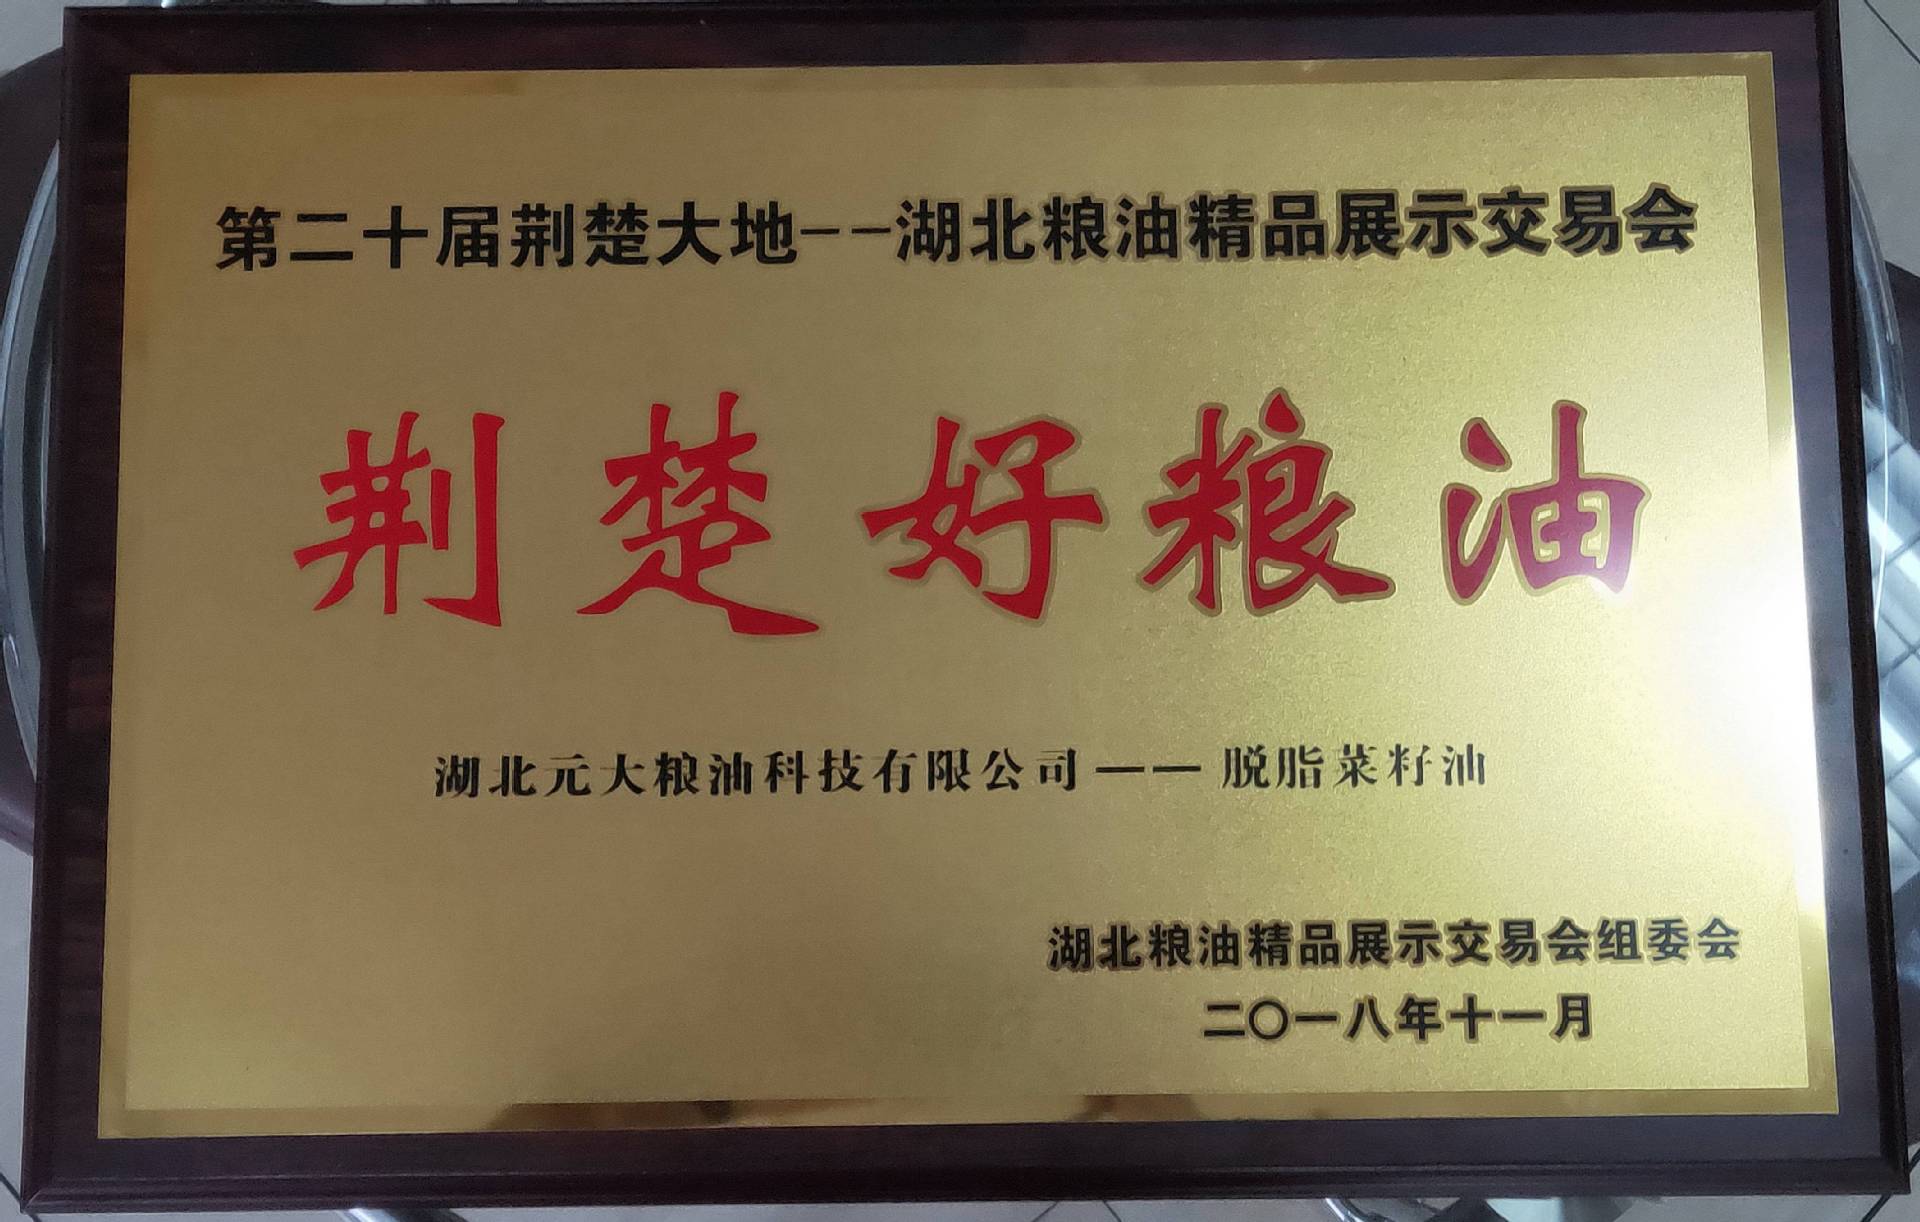 第二十届荆楚大地--湖北粮油精品展示交易会
荆楚好粮油
湖北元大粮油科技有限公司——脱脂菜籽油
湖北粮油精品展示交易会组委会
二〇一八年十一月